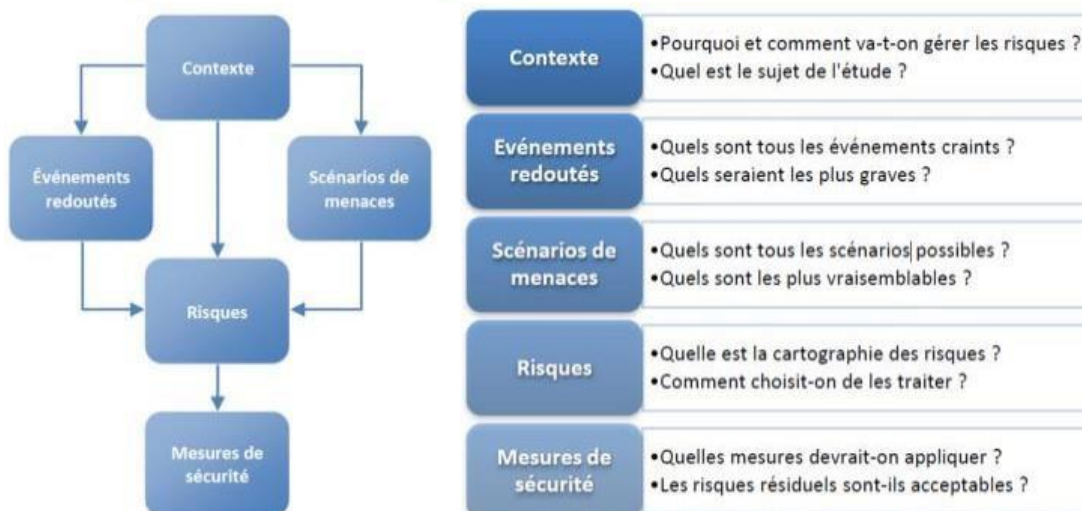 Contexte
Événements
redoutés
Scénarios de
menaces
Risques
Mesures de
sécurité
Contexte
•Pourquoi et comment va-t-on gérer les risques ?
•Quel est le sujet de l'étude ?
Evénements
redoutés
•Quels sont tous les événements craints ?
•Quels seraient les plus graves ?
Scénarios de
menaces
•Quels sont tous les scénarios possibles ?
•Quels sont les plus vraisemblables ?
Risques
•Quelle est la cartographie des risques ?
•Comment choisit-on de les traiter ?
Mesures de
sécurité
•Quelles mesures devrait-on appliquer ?
•Les risques résiduels sont-ils acceptables ?